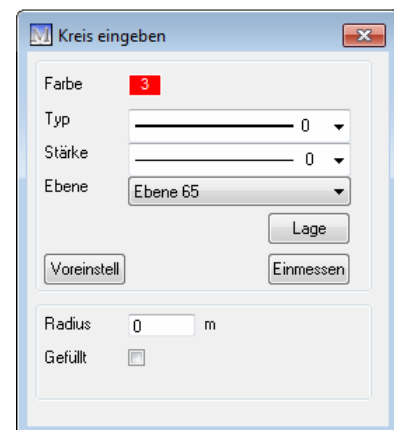 Kreis eingeben
Farbe 3
Typ 0
Stärke 0
Ebene Ebene 65
Lage
Voreinstell Einmessen
Radius 0 m
Gefüllt